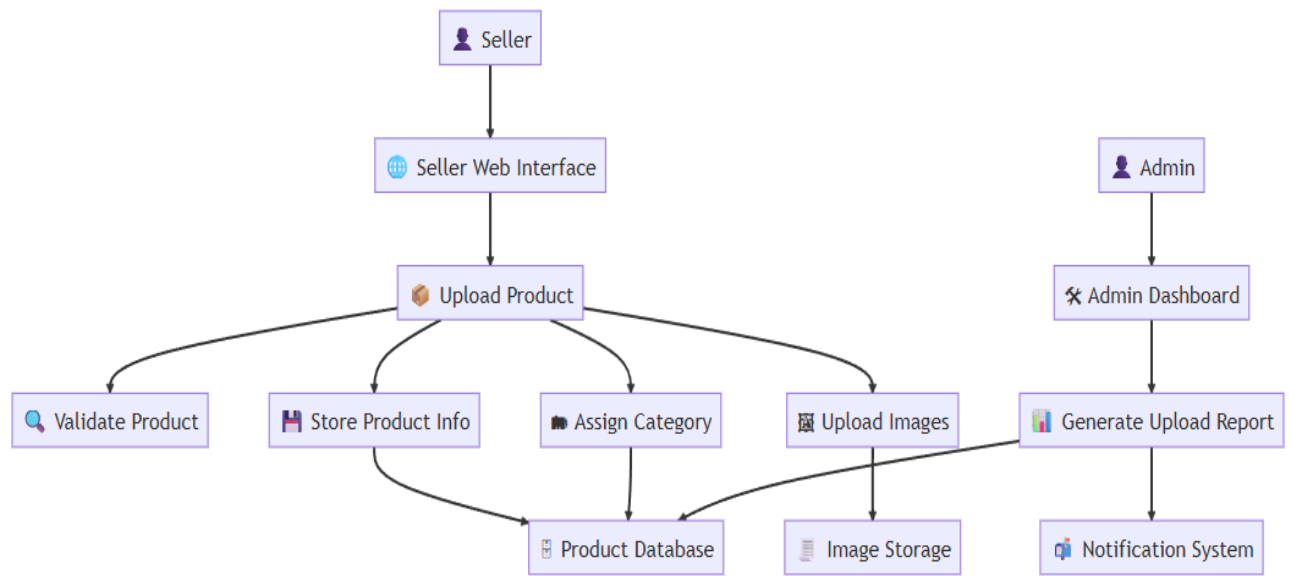 Seller
Seller Web Interface
Admin
Upload Product
Admin Dashboard
Validate Product
Store Product Info
Assign Category
Upload Images
Generate Upload Report
Product Database
Image Storage
Notification System